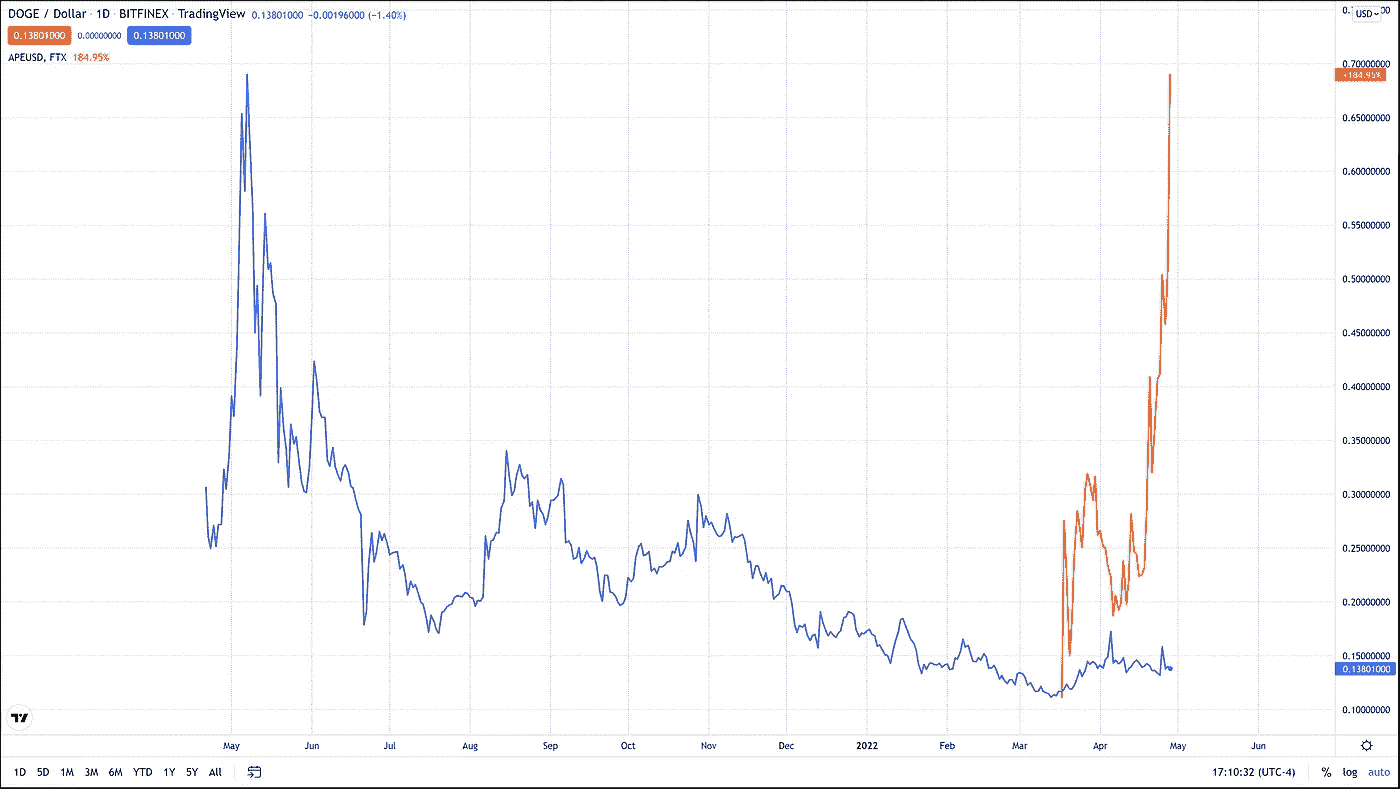 DOGE / Dollar · 1D · BITFINEX · TradingView 0.13801000 −0.00196000 (−1.40%)
0.13801000 0.00000000 0.13801000
APEUSD, FTX 184.95%
USD
0.70000000
+184.95%
0.65000000
0.60000000
0.55000000
0.50000000
0.45000000
0.40000000
0.35000000
0.30000000
0.25000000
0.20000000
0.15000000
0.13801000
0.10000000
May Jun Jul Aug Sep Oct Nov Dec 2022 Feb Mar Apr May Jun
1D 5D 1M 3M 6M YTD 1Y 5Y All 17:10:32 (UTC-4) % log auto